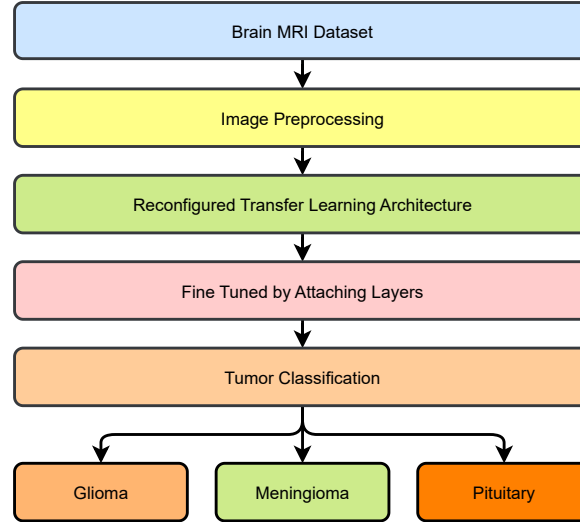 Brain MRI Dataset
Image Preprocessing
Reconfigured Transfer Learning Architecture
Fine Tuned by Attaching Layers
Tumor Classification
Glioma
Meningioma
Pituitary